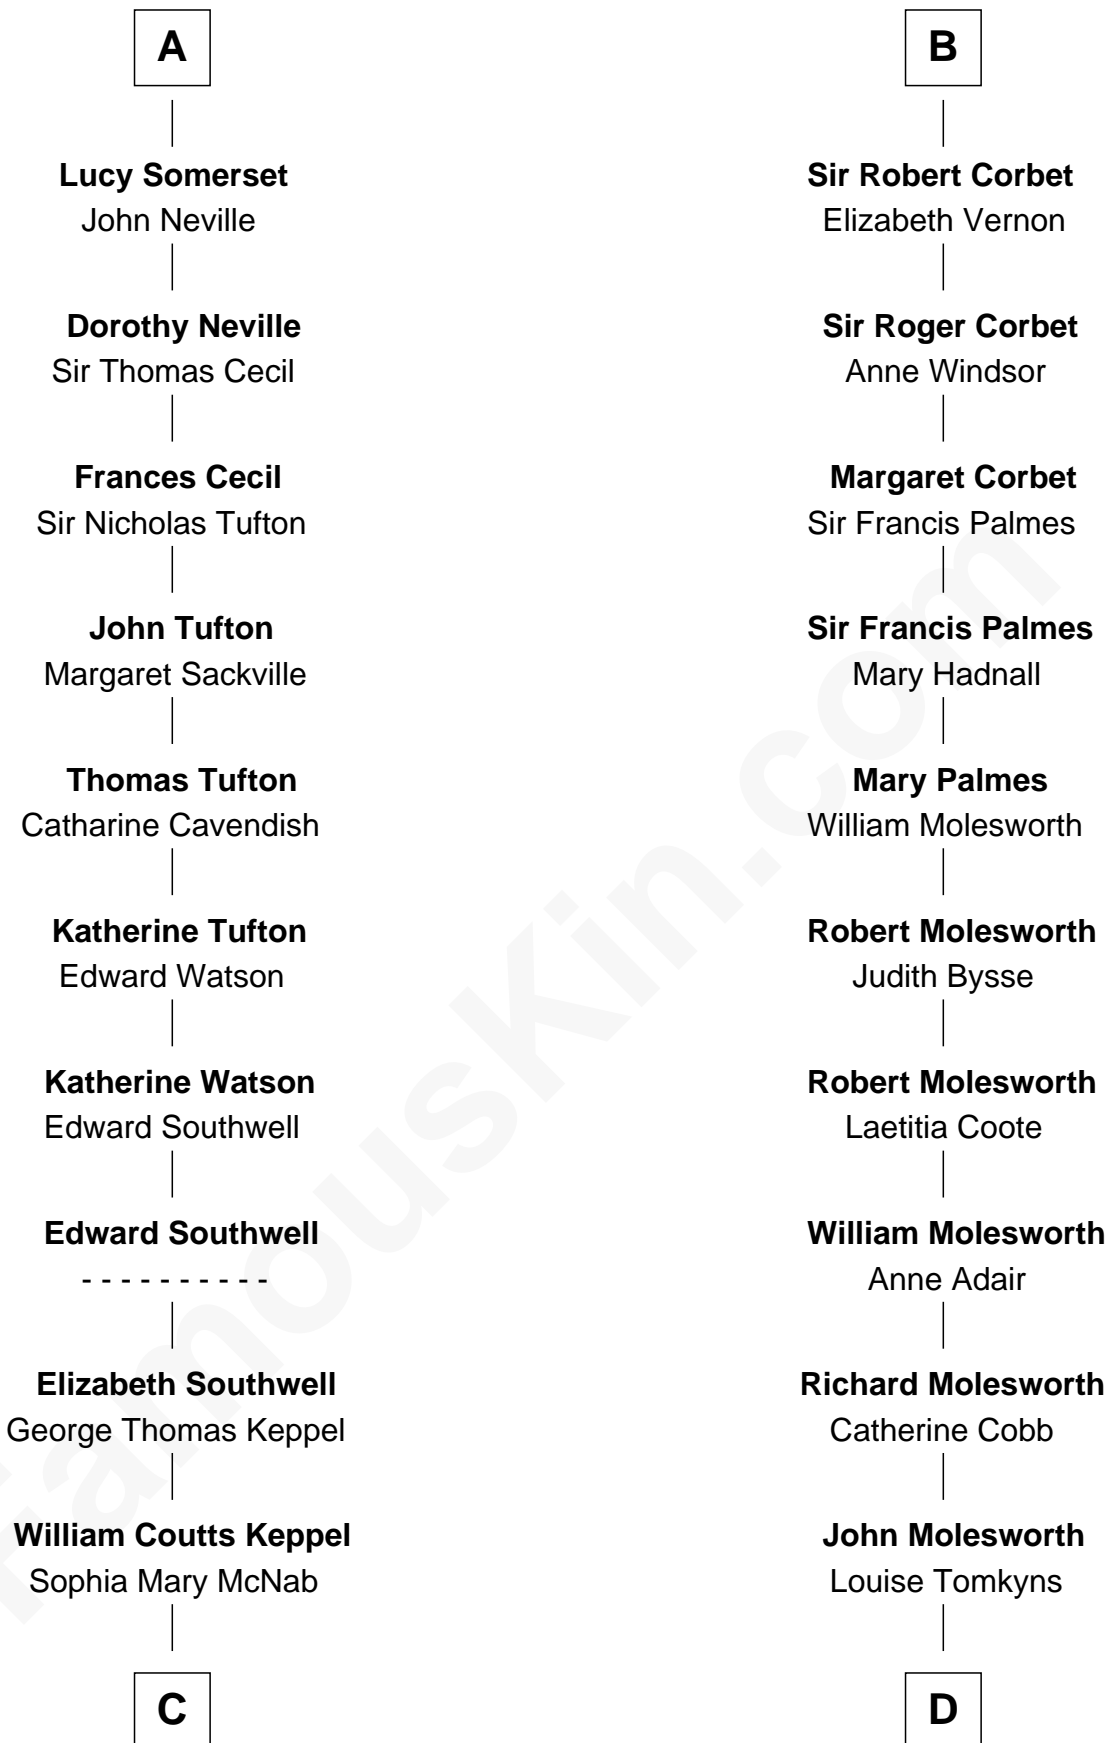 A
Lucy Somerset
John Neville
Dorothy Neville
Sir Thomas Cecil
Frances Cecil
Sir Nicholas Tufton
John Tufton
Margaret Sackville
Thomas Tufton
Catharine Cavendish
Katherine Tufton
Edward Watson
Katherine Watson
Edward Southwell
Edward Southwell
- - - - - - - - - -
Elizabeth Southwell
George Thomas Keppel
William Coutts Keppel
Sophia Mary McNab
C
B
Sir Robert Corbet
Elizabeth Vernon
Sir Roger Corbet
Anne Windsor
Margaret Corbet
Sir Francis Palmes
Sir Francis Palmes
Mary Hadnall
Mary Palmes
William Molesworth
Robert Molesworth
Judith Bysse
Robert Molesworth
Laetitia Coote
William Molesworth
Anne Adair
Richard Molesworth
Catherine Cobb
John Molesworth
Louise Tomkyns
D
FamousKin.com